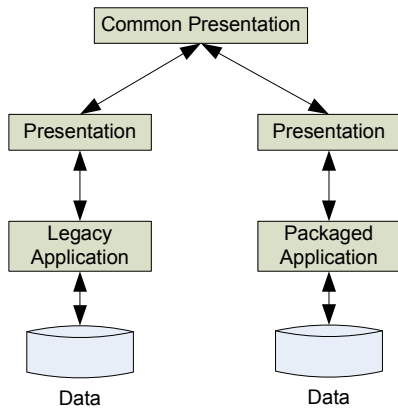 Common Presentation
Presentation
Presentation
Legacy
Application
Packaged
Application
Data
Data